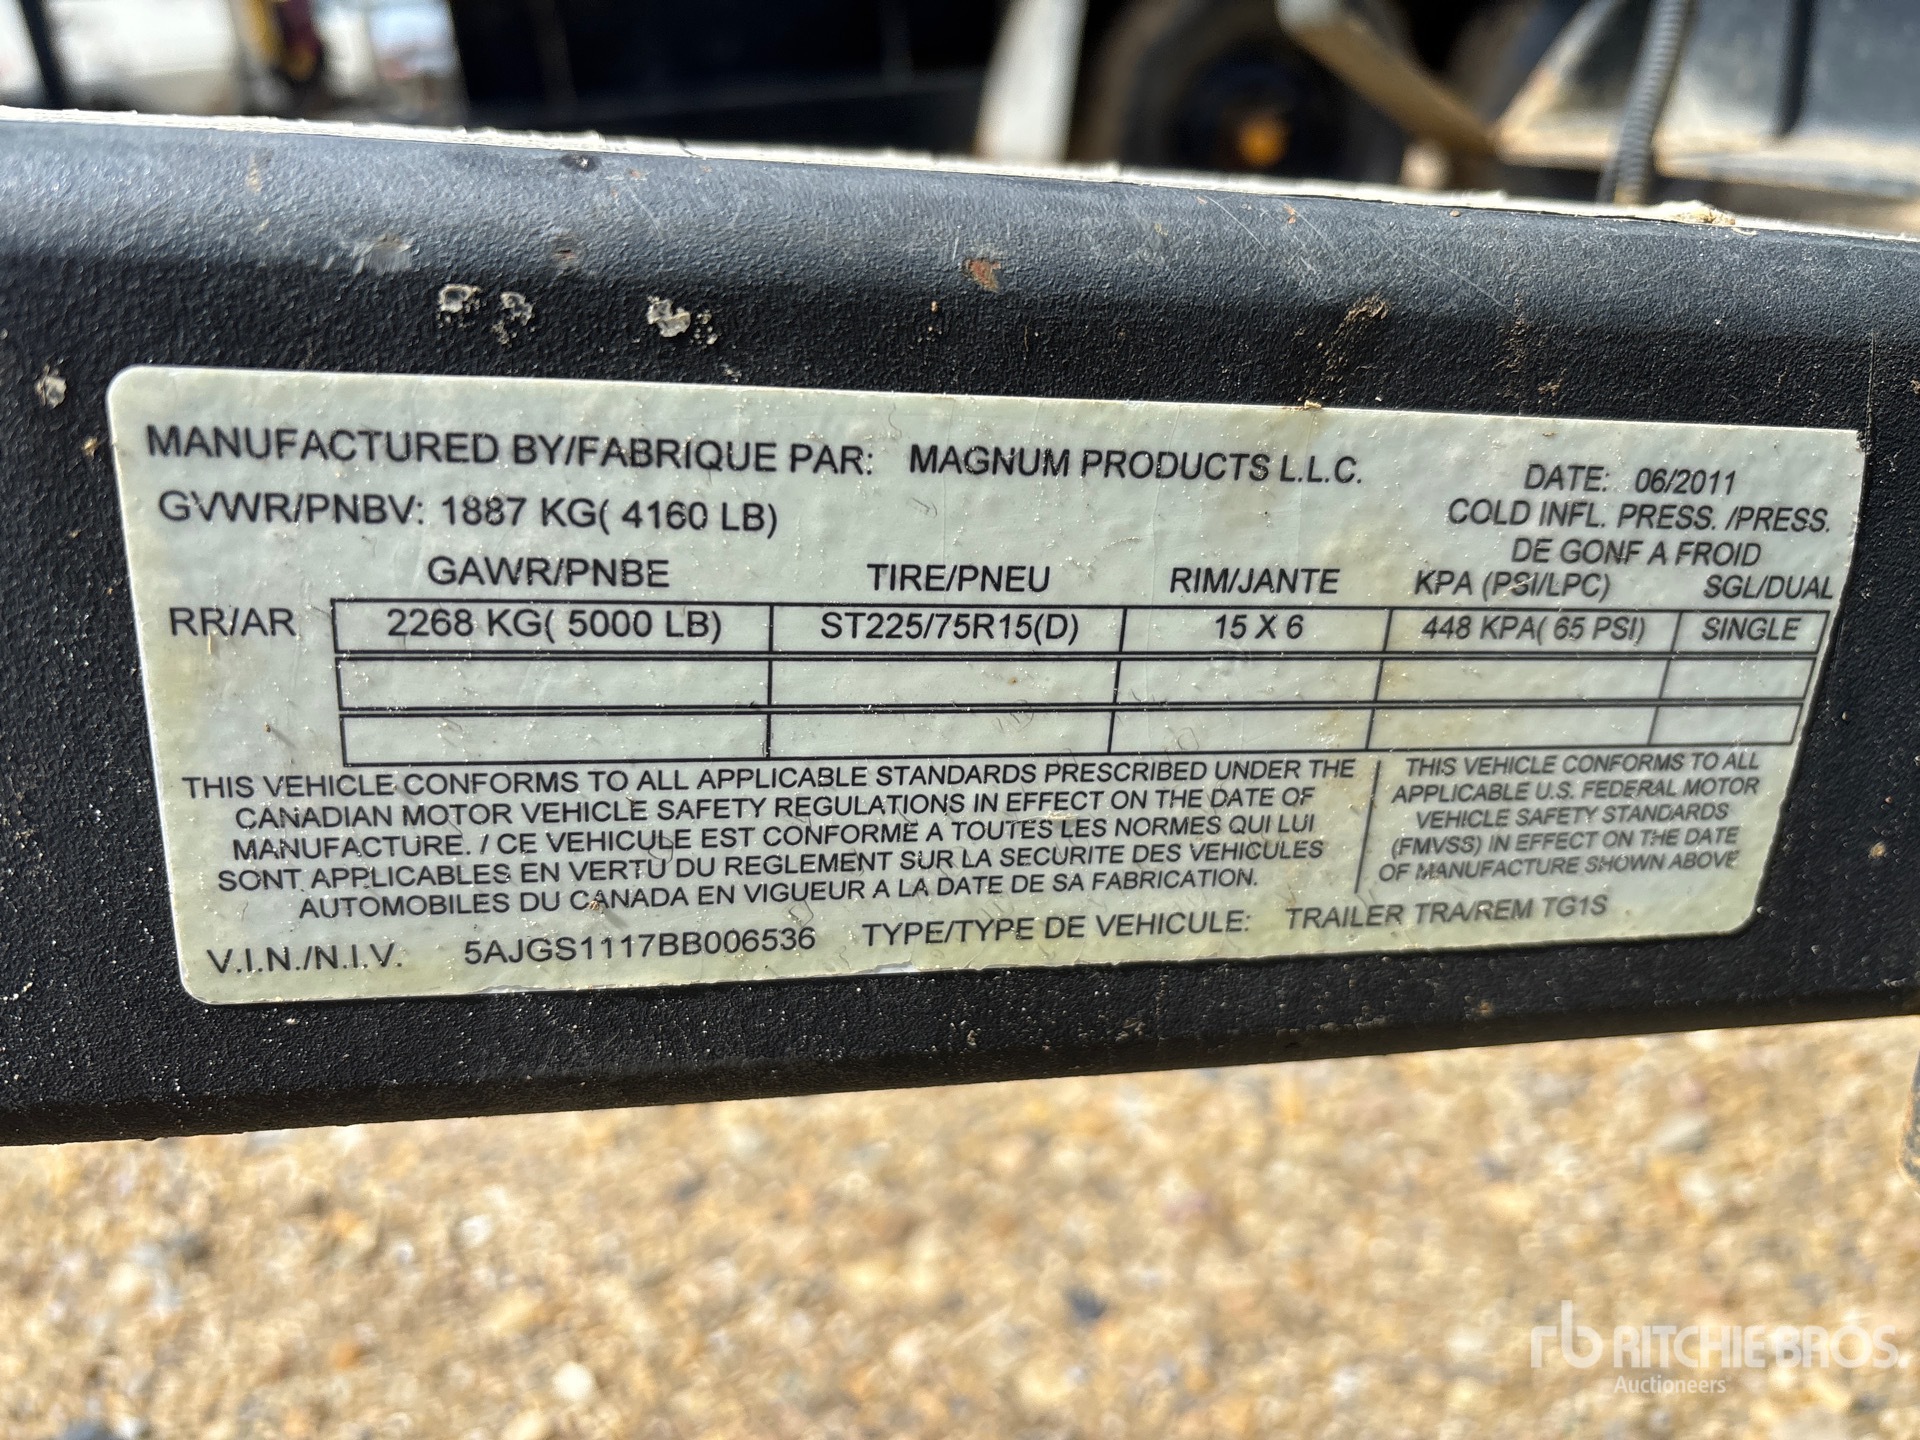 MANUFACTURED BY/FABRIQUE PAR: MAGNUM PRODUCTS L.L.C.
DATE: 06/2011
GVWR/PNBV: 1887 KG( 4160 LB)
COLD INFL. PRESS. /PRESS.
DE GONF A FROID
GAWR/PNBE TIRE/PNEU RIM/JANTE KPA (PSI/LPC) SGL/DUAL
RR/AR 2268 KG( 5000 LB) ST225/75R15(D) 15 X 6 448 KPA( 65 PSI) SINGLE
THIS VEHICLE CONFORMS TO ALL APPLICABLE STANDARDS PRESCRIBED UNDER THE
CANADIAN MOTOR VEHICLE SAFETY REGULATIONS IN EFFECT ON THE DATE OF
MANUFACTURE. / CE VEHICULE EST CONFORME A TOUTES LES NORMES QUI LUI
SONT APPLICABLES EN VERTU DU REGLEMENT SUR LA SECURITE DES VEHICULES
AUTOMOBILES DU CANADA EN VIGUEUR A LA DATE DE SA FABRICATION.
THIS VEHICLE CONFORMS TO ALL
APPLICABLE U.S. FEDERAL MOTOR
VEHICLE SAFETY STANDARDS
(FMVSS) IN EFFECT ON THE DATE
OF MANUFACTURE SHOWN ABOVE
V.I.N./N.I.V. 5AJGS1117BB006536 TYPE/TYPE DE VEHICULE: TRAILER TRA/REM TG1S
rb RITCHIE BROS.
Auctioneers